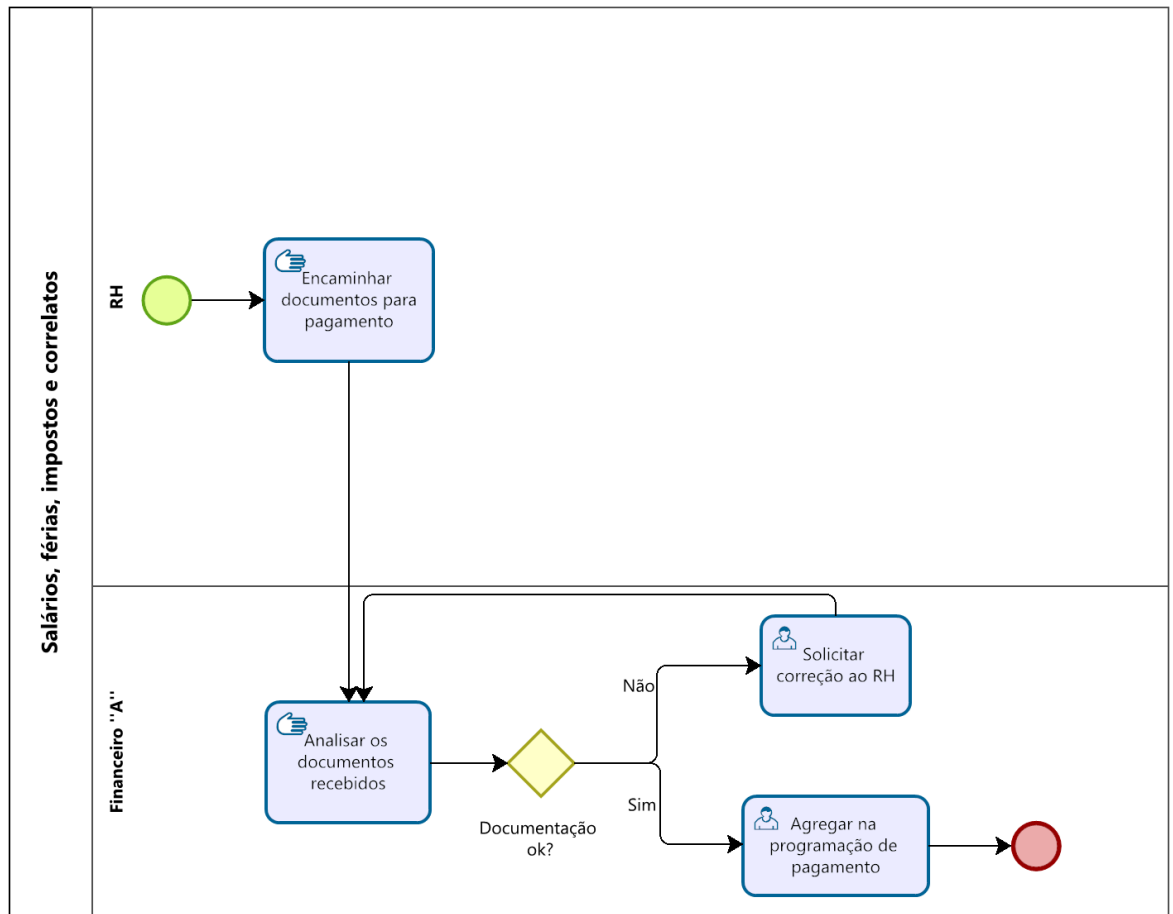 Salários, férias, impostos e correlatos
RH
Encaminhar
documentos para
pagamento
Financeiro "A"
Analisar os
documentos
recebidos
Documentação
ok?
Não
Solicitar
correção ao RH
Sim
Agregar na
programação de
pagamento